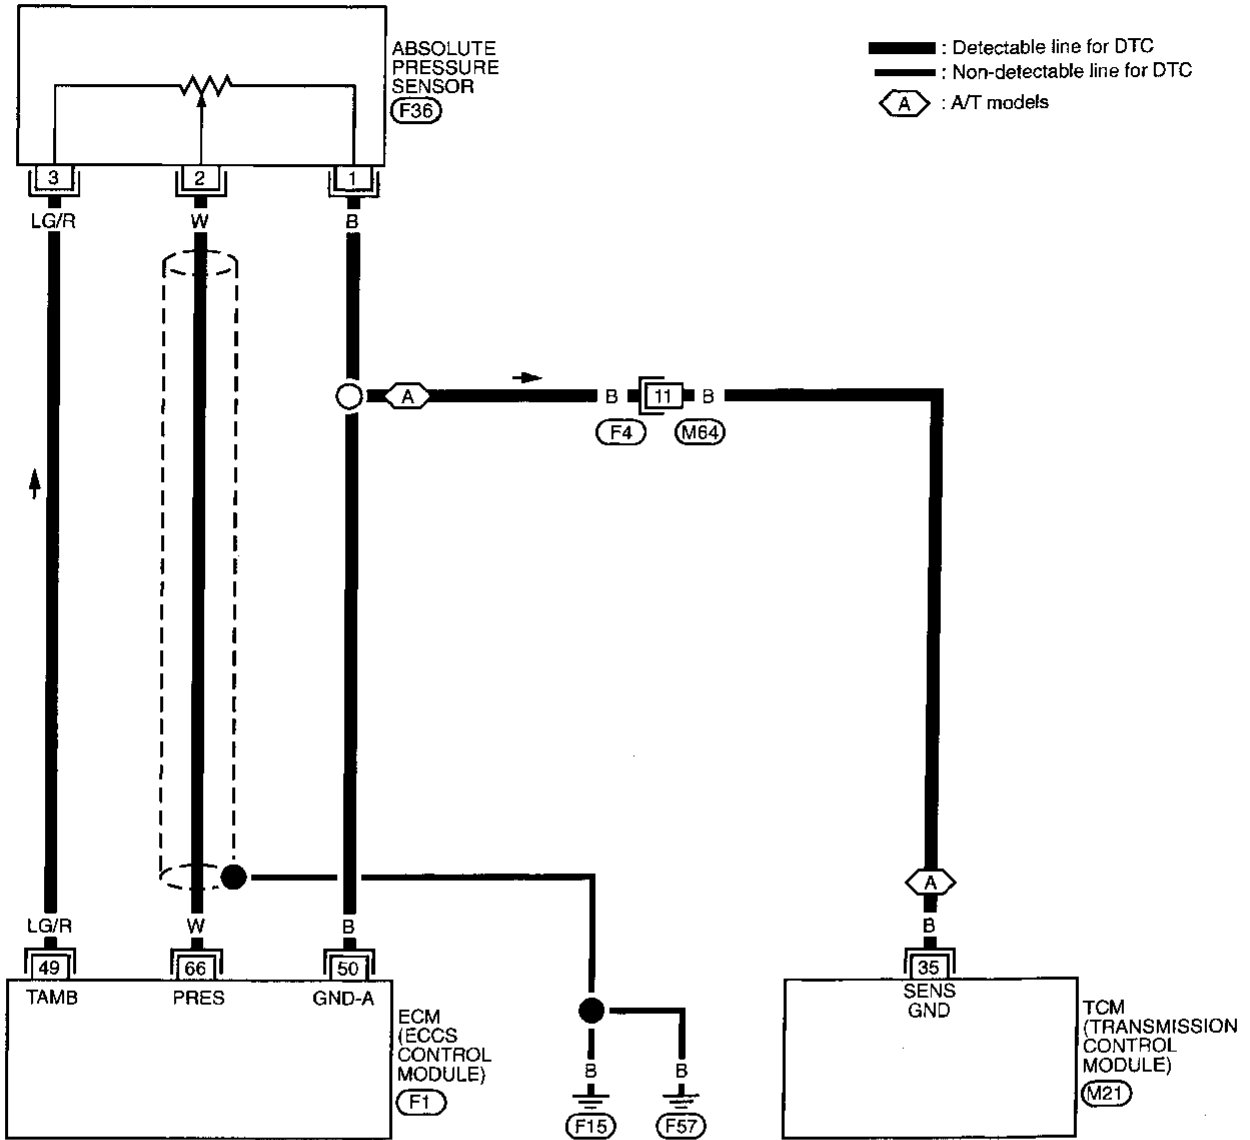 ABSOLUTE
PRESSURE
SENSOR
F36
: Detectable line for DTC
: Non-detectable line for DTC
A : A/T models
3 2 1
LG/R W B
A B 11 B
F4 M64
A
LG/R W B B
49 66 50 35
TAMB PRES GND-A
SENS
GND
ECM
(ECCS
CONTROL
MODULE)
F1
B B
F15 F57
TCM
(TRANSMISSION
CONTROL
MODULE)
M21